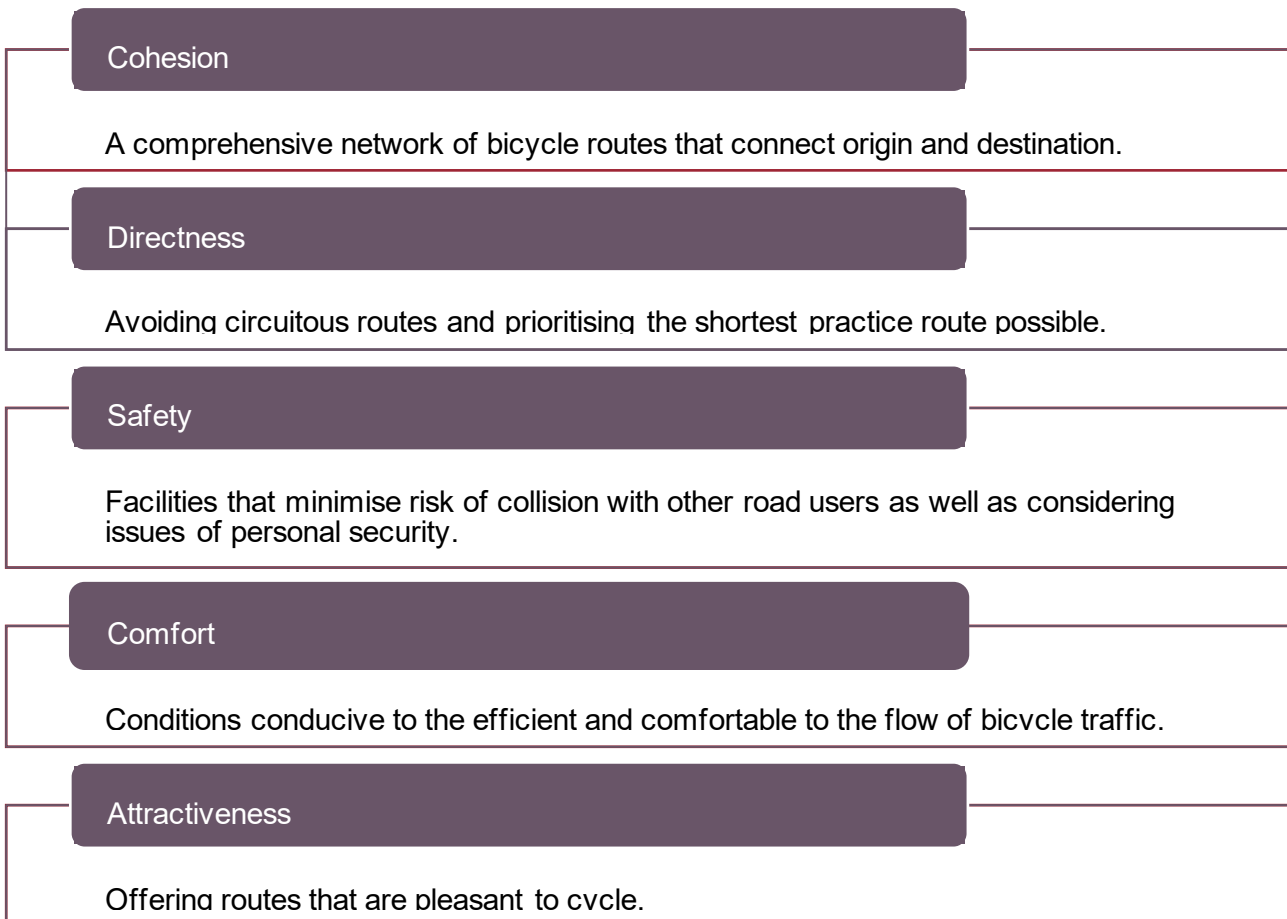 Cohesion
A comprehensive network of bicycle routes that connect origin and destination.
Directness
Avoiding circuitous routes and prioritising the shortest practice route possible.
Safety
Facilities that minimise risk of collision with other road users as well as considering
issues of personal security.
Comfort
Conditions conducive to the efficient and comfortable to the flow of bicycle traffic.
Attractiveness
Offering routes that are pleasant to cycle.